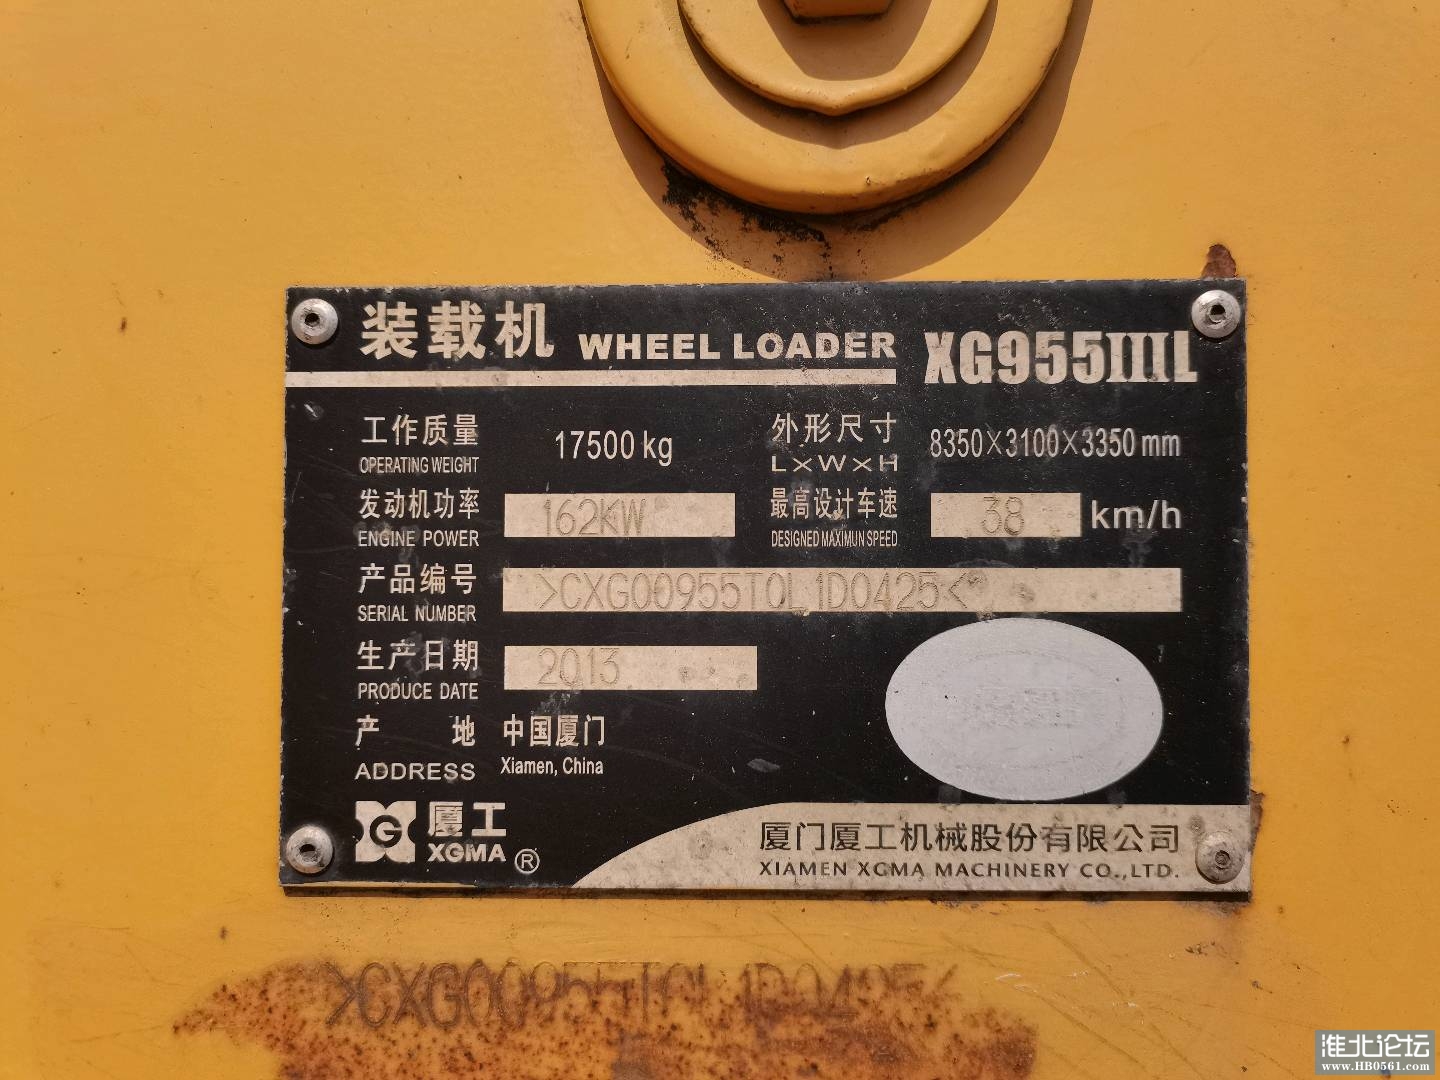 装载机 WHEEL LOADER XG955IIIL
工作质量 17500 kg 外形尺寸 8350×3100×3350 mm
OPERATING WEIGHT L×W×H
发动机功率 162KW 最高设计车速 38 km/h
ENGINE POWER DESIGNED MAXIMUN SPEED
产品编号 >CXG00955T0L1D0425<
SERIAL NUMBER
生产日期 2013
PRODUCE DATE
产 地 中国厦门
ADDRESS Xiamen, China
厦工 厦门厦工机械股份有限公司
XGMA ® XIAMEN XGMA MACHINERY CO.,LTD.
>CXG00955T0L1D0425<
淮北论坛
www.HB0561.com